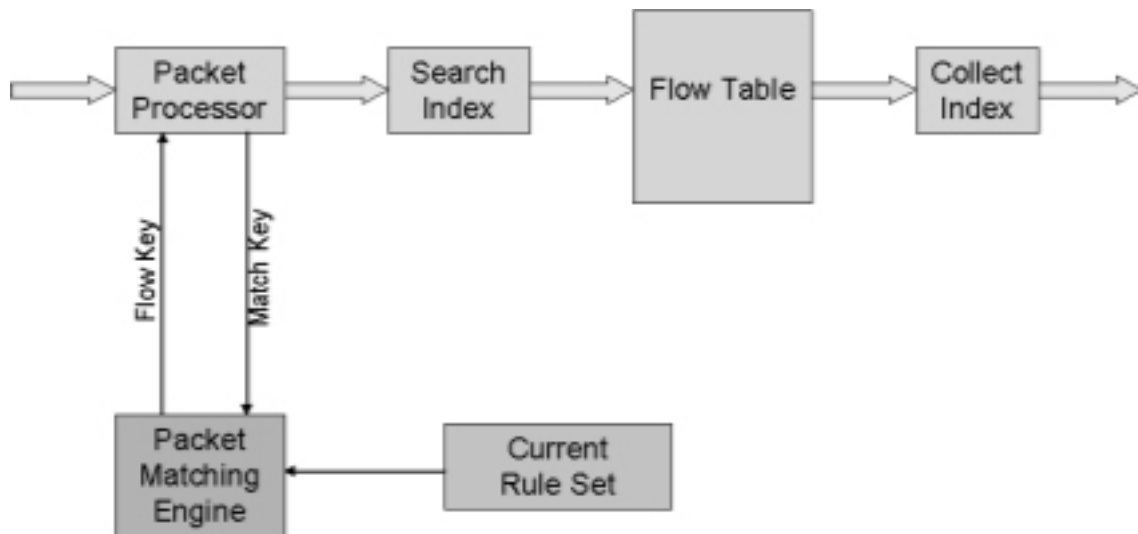 Packet
Processor
Search
Index
Flow Table
Collect
Index
Flow Key
Match Key
Packet
Matching
Engine
Current
Rule Set